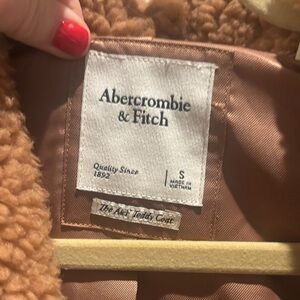 Abercrombie
& Fitch
Quality Since
1892
S
MADE IN
VIETNAM
The A&F Teddy Coat